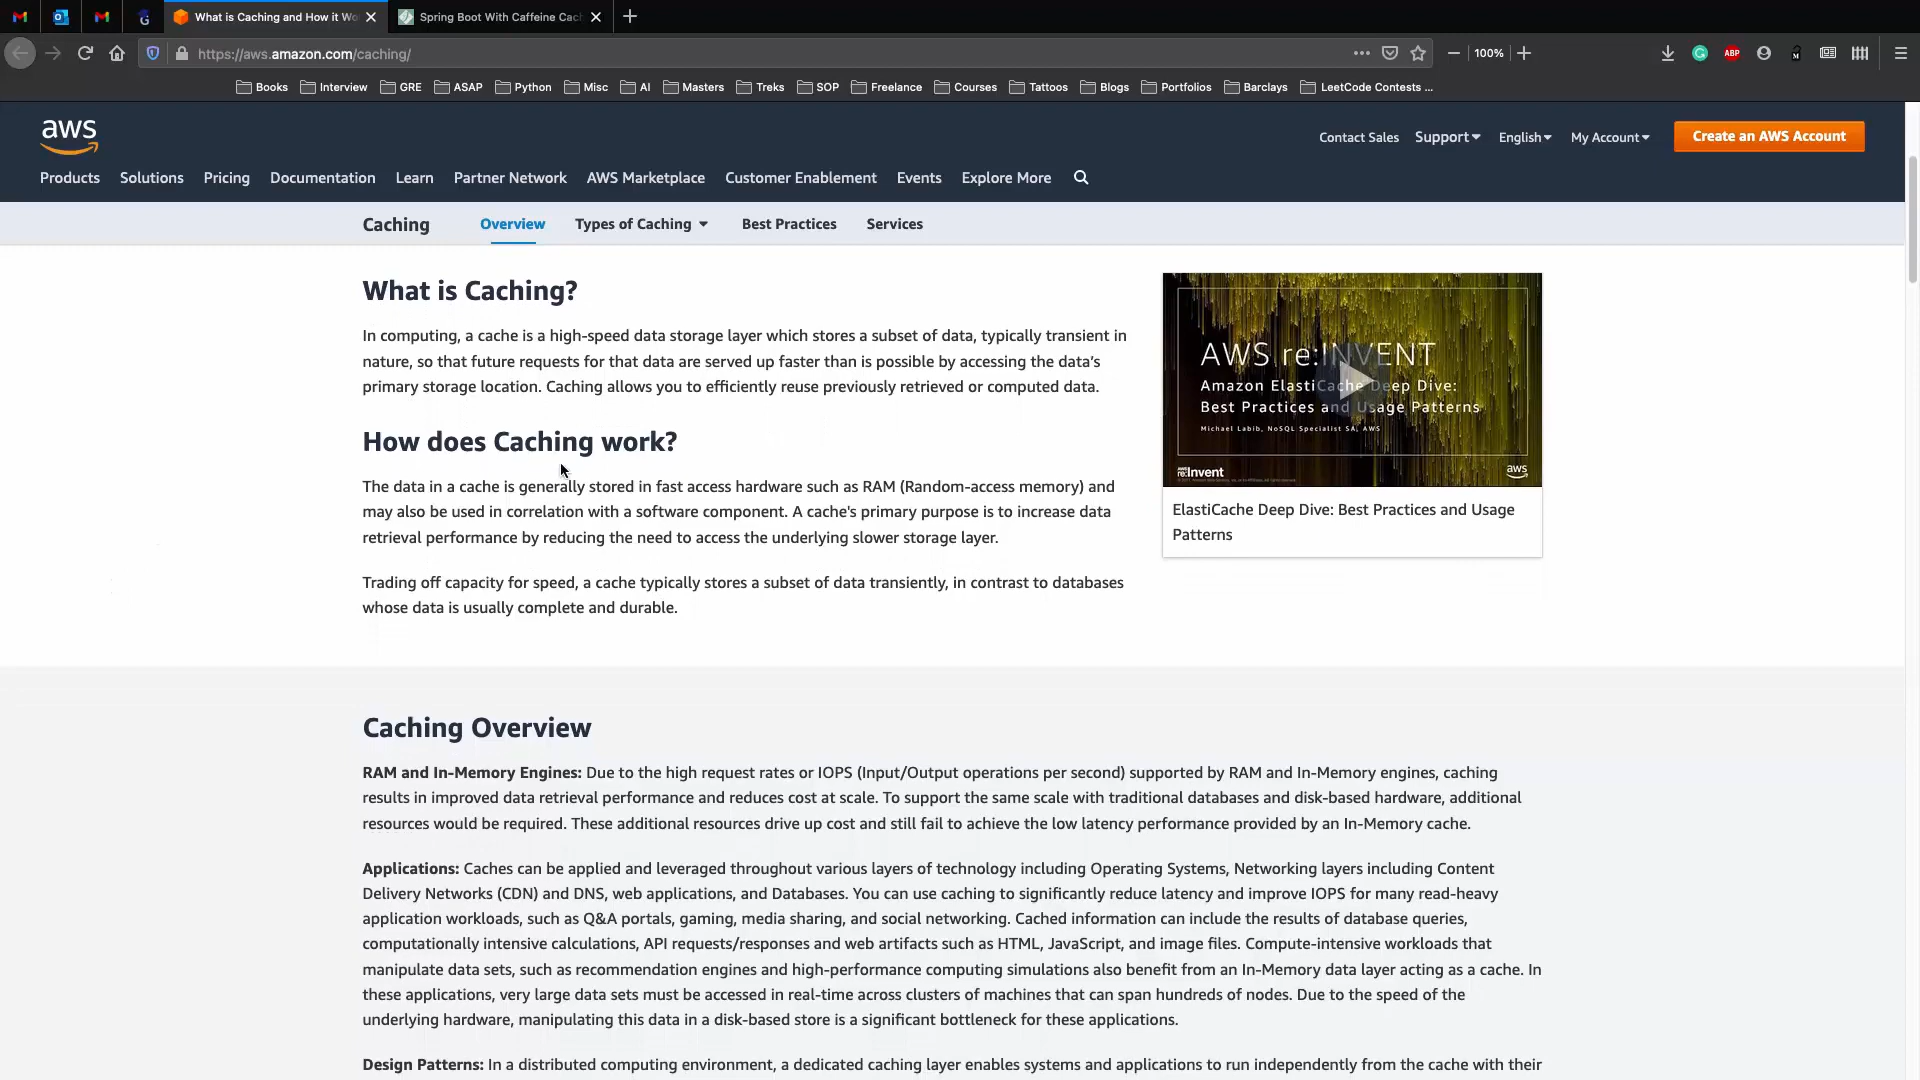 What is Caching and How it Wo
Spring Boot With Caffeine Cac
https://aws.amazon.com/caching/
100%
ABP
Books
Interview
GRE
ASAP
Python
Misc
AI
Masters
Treks
SOP
Freelance
Courses
Tattoos
Blogs
Portfolios
Barclays
LeetCode Contests ...
aws
Contact Sales
Support
English
My Account
Create an AWS Account
Products
Solutions
Pricing
Documentation
Learn
Partner Network
AWS Marketplace
Customer Enablement
Events
Explore More
Caching
Overview
Types of Caching
Best Practices
Services
What is Caching?
In computing, a cache is a high-speed data storage layer which stores a subset of data, typically transient in
nature, so that future requests for that data are served up faster than is possible by accessing the data's
primary storage location. Caching allows you to efficiently reuse previously retrieved or computed data.
How does Caching work?
The data in a cache is generally stored in fast access hardware such as RAM (Random-access memory) and
may also be used in correlation with a software component. A cache's primary purpose is to increase data
retrieval performance by reducing the need to access the underlying slower storage layer.
Trading off capacity for speed, a cache typically stores a subset of data transiently, in contrast to databases
whose data is usually complete and durable.
AWS re:INVENT
Amazon ElastiCache Deep Dive:
Best Practices and Usage Patterns
Michael Labib, NoSQL Specialist SA, AWS
AWS
re:Invent
aws
ElastiCache Deep Dive: Best Practices and Usage
Patterns
Caching Overview
RAM and In-Memory Engines: Due to the high request rates or IOPS (Input/Output operations per second) supported by RAM and In-Memory engines, caching
results in improved data retrieval performance and reduces cost at scale. To support the same scale with traditional databases and disk-based hardware, additional
resources would be required. These additional resources drive up cost and still fail to achieve the low latency performance provided by an In-Memory cache.
Applications: Caches can be applied and leveraged throughout various layers of technology including Operating Systems, Networking layers including Content
Delivery Networks (CDN) and DNS, web applications, and Databases. You can use caching to significantly reduce latency and improve IOPS for many read-heavy
application workloads, such as Q&A portals, gaming, media sharing, and social networking. Cached information can include the results of database queries,
computationally intensive calculations, API requests/responses and web artifacts such as HTML, JavaScript, and image files. Compute-intensive workloads that
manipulate data sets, such as recommendation engines and high-performance computing simulations also benefit from an In-Memory data layer acting as a cache. In
these applications, very large data sets must be accessed in real-time across clusters of machines that can span hundreds of nodes. Due to the speed of the
underlying hardware, manipulating this data in a disk-based store is a significant bottleneck for these applications.
Design Patterns: In a distributed computing environment, a dedicated caching layer enables systems and applications to run independently from the cache with their